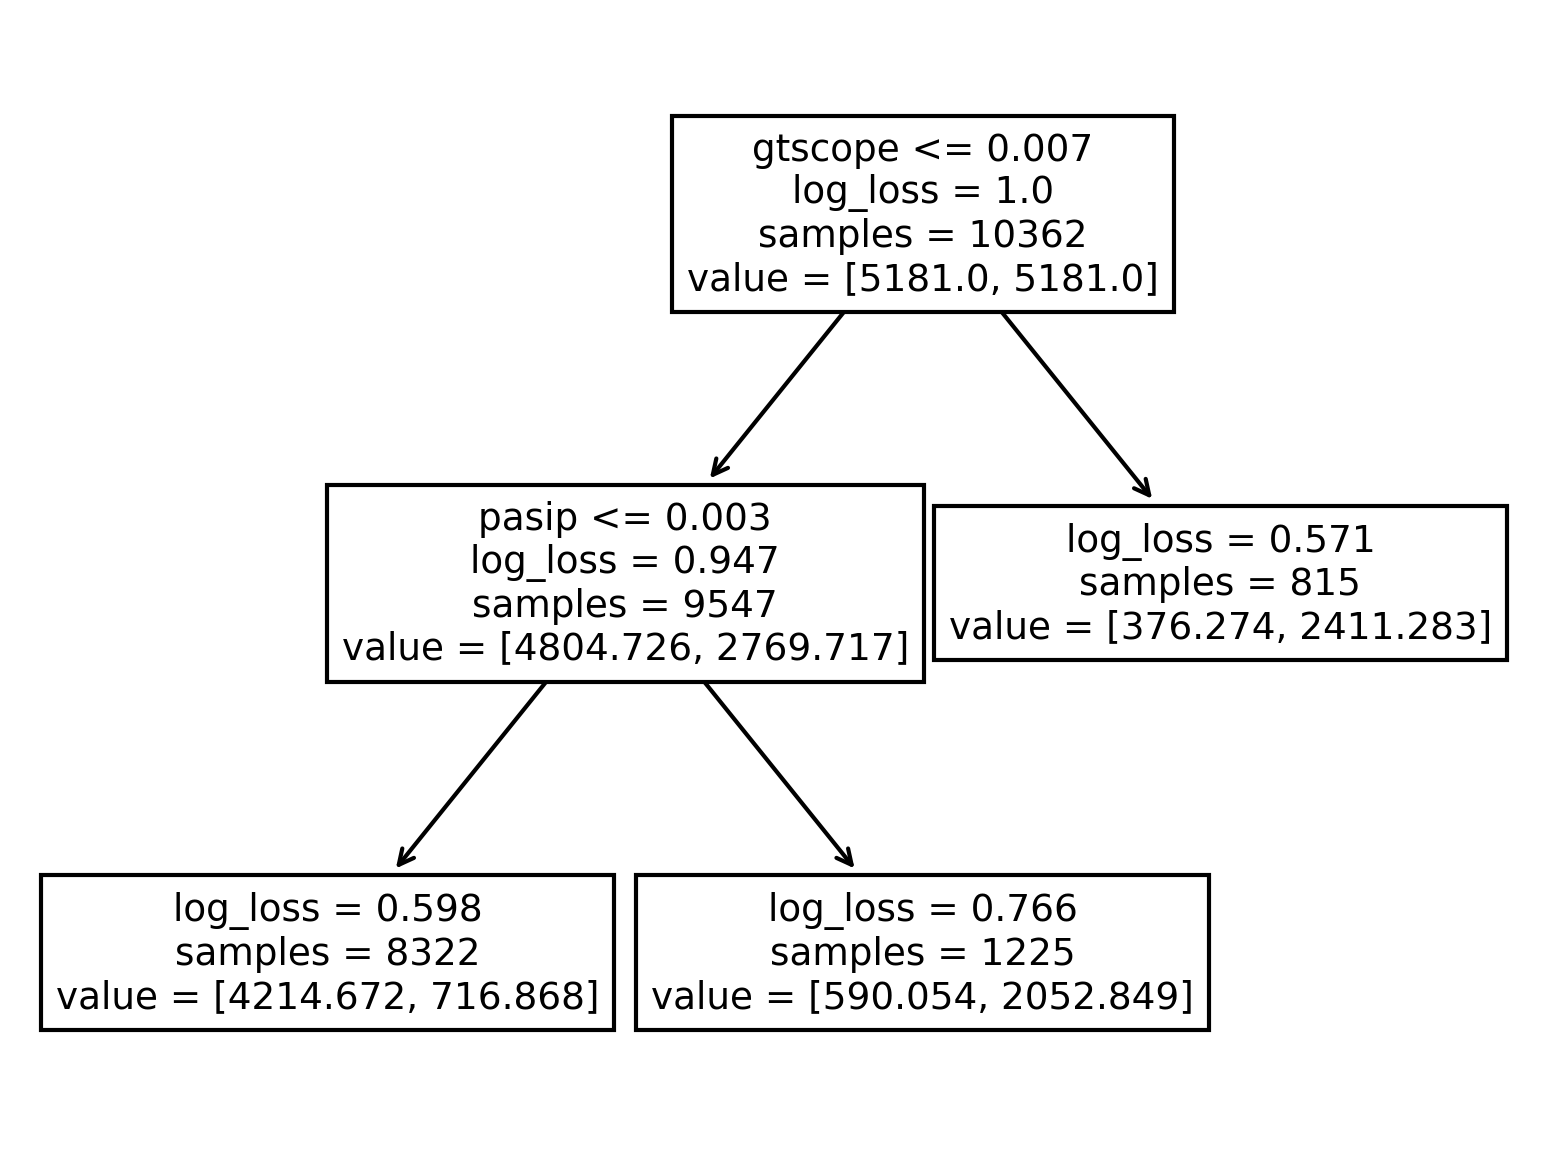 gtscope <= 0.007
log_loss = 1.0
samples = 10362
value = [5181.0, 5181.0]
pasip <= 0.003
log_loss = 0.947
samples = 9547
value = [4804.726, 2769.717]
log_loss = 0.571
samples = 815
value = [376.274, 2411.283]
log_loss = 0.598
samples = 8322
value = [4214.672, 716.868]
log_loss = 0.766
samples = 1225
value = [590.054, 2052.849]